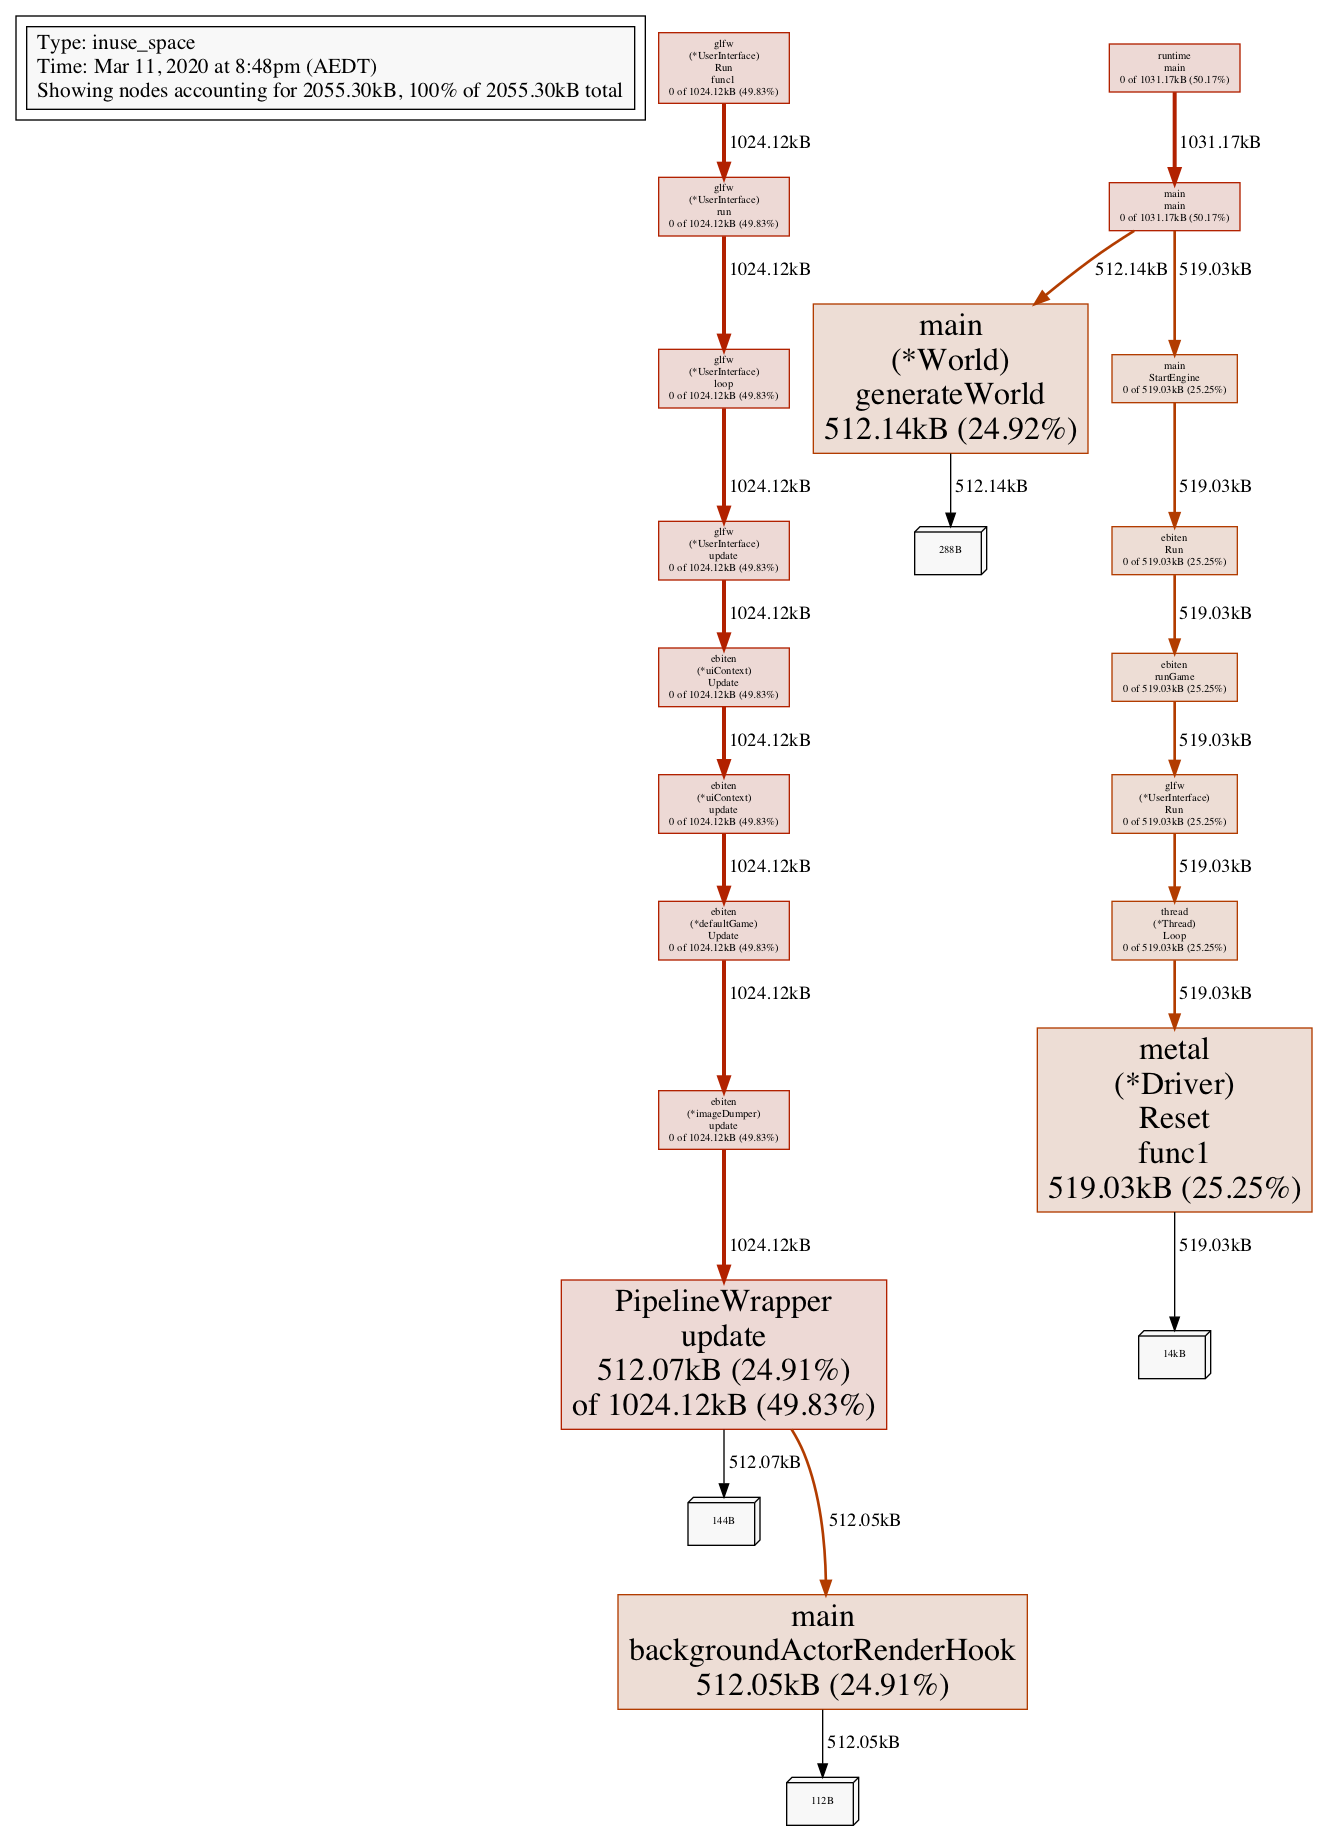 Type: inuse_space
Time: Mar 11, 2020 at 8:48pm (AEDT)
Showing nodes accounting for 2055.30kB, 100% of 2055.30kB total
glfw
(*UserInterface)
Run
func1
0 of 1024.12kB (49.83%)
1024.12kB
glfw
(*UserInterface)
run
0 of 1024.12kB (49.83%)
1024.12kB
glfw
(*UserInterface)
loop
0 of 1024.12kB (49.83%)
1024.12kB
glfw
(*UserInterface)
update
0 of 1024.12kB (49.83%)
1024.12kB
ebiten
(*uiContext)
Update
0 of 1024.12kB (49.83%)
1024.12kB
ebiten
(*uiContext)
update
0 of 1024.12kB (49.83%)
1024.12kB
ebiten
(*defaultGame)
Update
0 of 1024.12kB (49.83%)
1024.12kB
ebiten
(*imageDumper)
update
0 of 1024.12kB (49.83%)
1024.12kB
PipelineWrapper
update
512.07kB (24.91%)
of 1024.12kB (49.83%)
512.07kB
144B
512.05kB
main
backgroundActorRenderHook
512.05kB (24.91%)
512.05kB
112B
runtime
main
0 of 1031.17kB (50.17%)
1031.17kB
main
main
0 of 1031.17kB (50.17%)
512.14kB
main
(*World)
generateWorld
512.14kB (24.92%)
512.14kB
288B
519.03kB
main
StartEngine
0 of 519.03kB (25.25%)
519.03kB
ebiten
Run
0 of 519.03kB (25.25%)
519.03kB
ebiten
runGame
0 of 519.03kB (25.25%)
519.03kB
glfw
(*UserInterface)
Run
0 of 519.03kB (25.25%)
519.03kB
thread
(*Thread)
Loop
0 of 519.03kB (25.25%)
519.03kB
metal
(*Driver)
Reset
func1
519.03kB (25.25%)
519.03kB
14kB